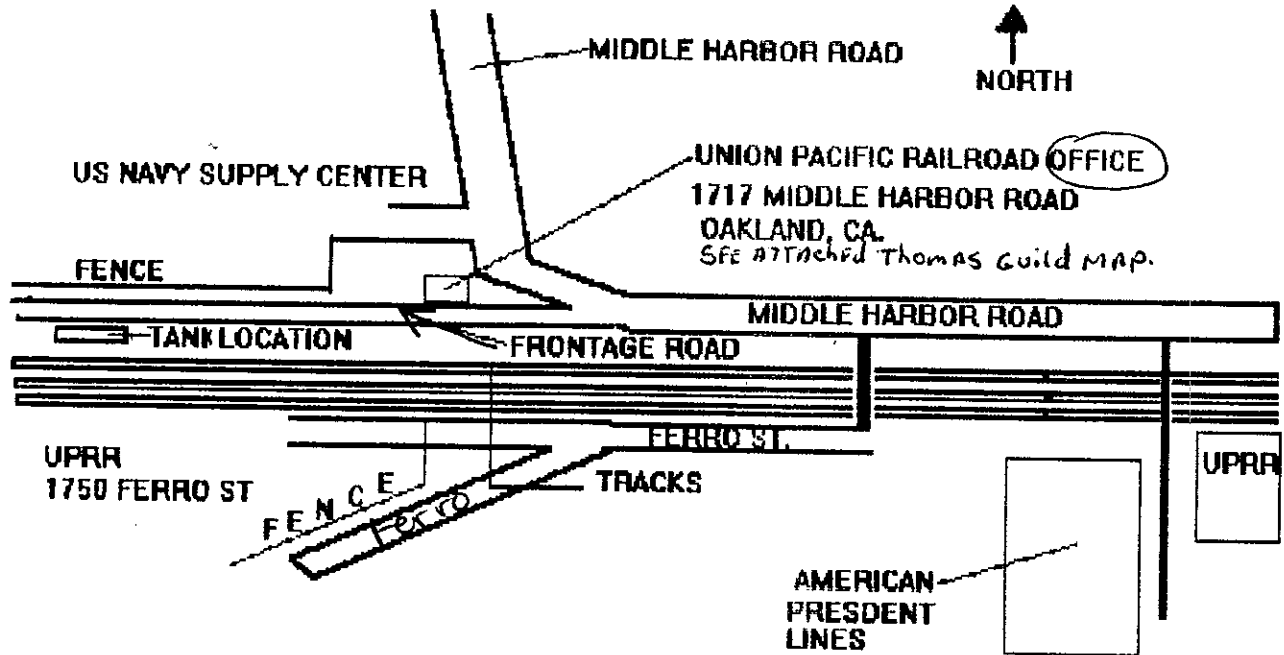 MIDDLE HARBOR ROAD
NORTH
US NAVY SUPPLY CENTER
UNION PACIFIC RAILROAD OFFICE
1717 MIDDLE HARBOR ROAD
OAKLAND, CA.
SEE ATTAChEd ThomAS GuilD MAP.
FENCE
MIDDLE HARBOR ROAD
TANK LOCATION
FRONTAGE ROAD
FERRO ST.
UPRR
1750 FERRO ST
TRACKS
UPRR
FENCE
Ferro
AMERICAN
PRESDENT
LINES